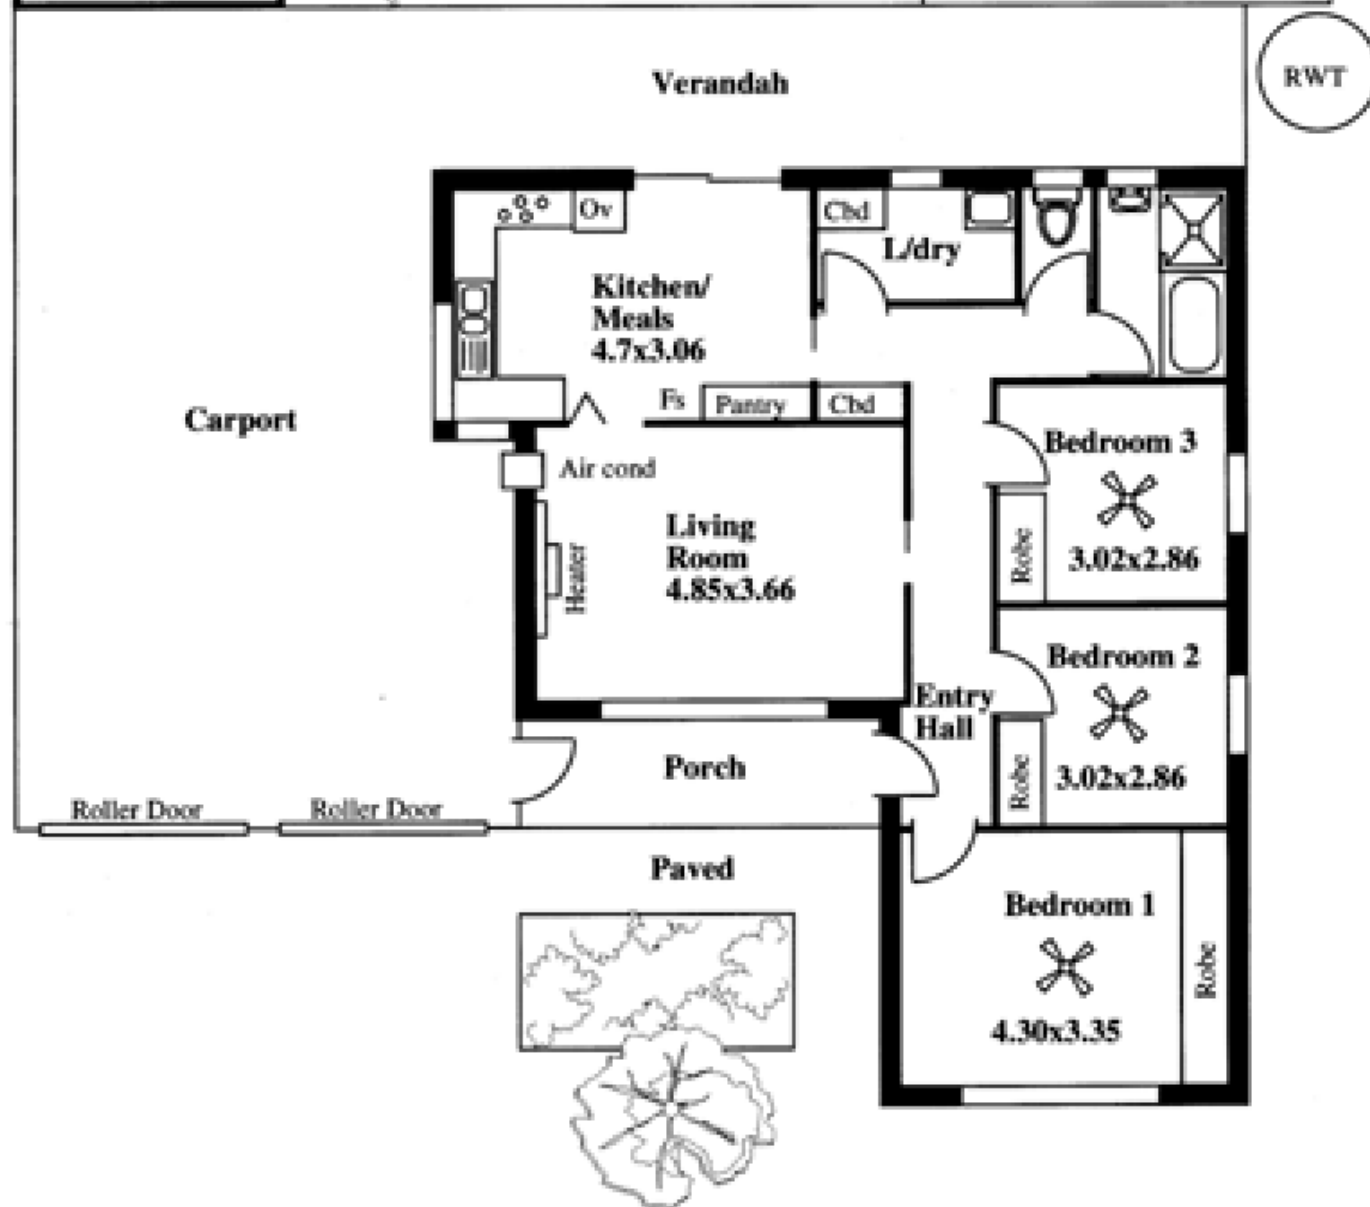 Verandah
RWT
Ov
Cbd
L/dry
Kitchen/
Meals
4.7x3.06
Fs
Pantry
Cbd
Carport
Air cond
Bedroom 3
Living
Room
4.85x3.66
Heater
Robe
3.02x2.86
Bedroom 2
Entry
Hall
Porch
Robe
3.02x2.86
Roller Door
Roller Door
Paved
Bedroom 1
Robe
4.30x3.35